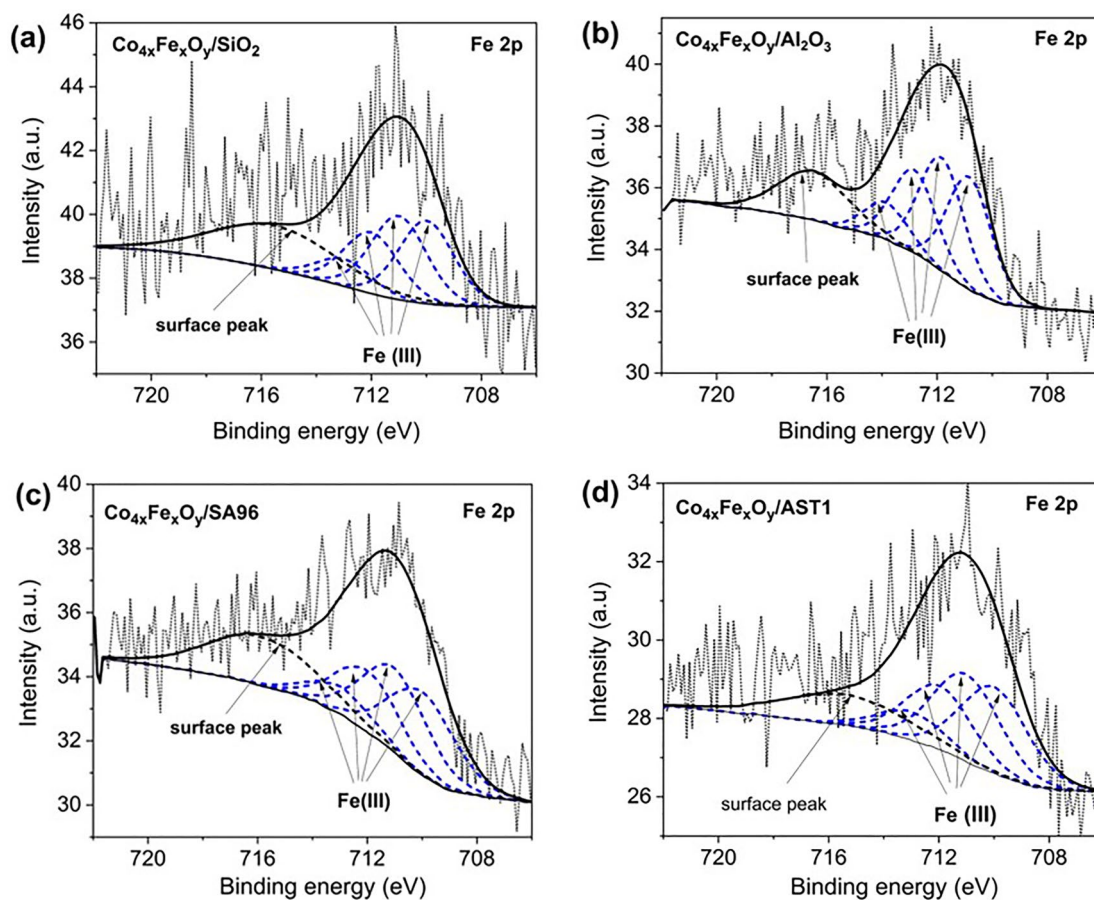 (a)
Co₄ₓFeₓOᵧ/SiO₂
Fe 2p
46
44
42
40
38
36
Intensity (a.u.)
surface peak
Fe (III)
720
716
712
708
Binding energy (eV)
(b)
Co₄ₓFeₓOᵧ/Al₂O₃
Fe 2p
40
38
36
34
32
30
Intensity (a.u.)
surface peak
Fe(III)
720
716
712
708
Binding energy (eV)
(c)
Co₄ₓFeₓOᵧ/SA96
Fe 2p
40
38
36
34
32
30
Intensity (a.u.)
surface peak
Fe(III)
720
716
712
708
Binding energy (eV)
(d)
Co₄ₓFeₓOᵧ/AST1
Fe 2p
34
32
30
28
26
Intensity (a.u)
surface peak
Fe (III)
720
716
712
708
Binding energy (eV)